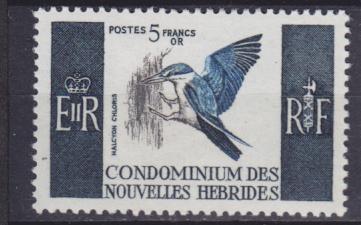 POSTES 5 FRANCS
OR
EIIR
RF
HALCYON CHLORIS
CONDOMINIUM DES
NOUVELLES HEBRIDES